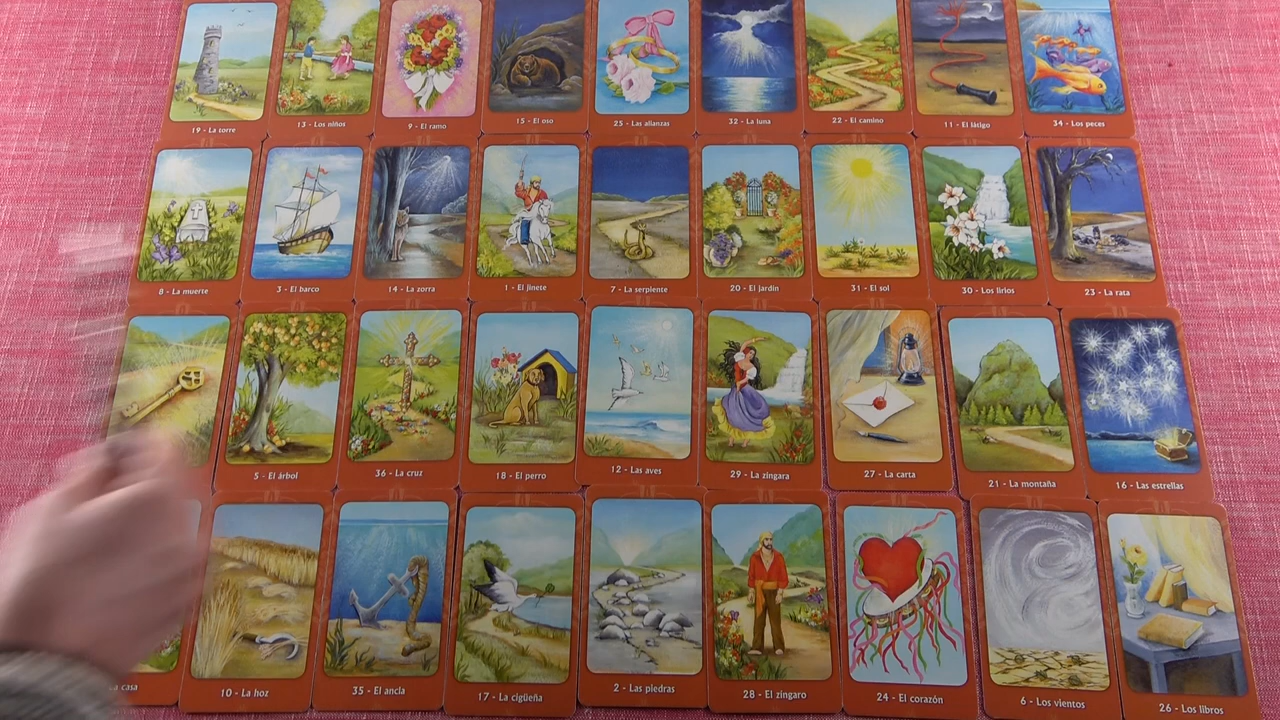 19 - La torre
13 - Los niños
9 - El ramo
15 - El oso
25 - Las alianzas
32 - La luna
22 - El camino
11 - El látigo
34 - Los peces
8 - La muerte
3 - El barco
14 - La zorra
1 - El jinete
7 - La serpiente
20 - El jardín
31 - El sol
30 - Los lirios
23 - La rata
5 - El árbol
36 - La cruz
18 - El perro
12 - Las aves
29 - La zíngara
27 - La carta
21 - La montaña
16 - Las estrellas
casa
10 - La hoz
35 - El ancla
17 - La cigüeña
2 - Las piedras
28 - El zíngaro
24 - El corazón
6 - Los vientos
26 - Los libros